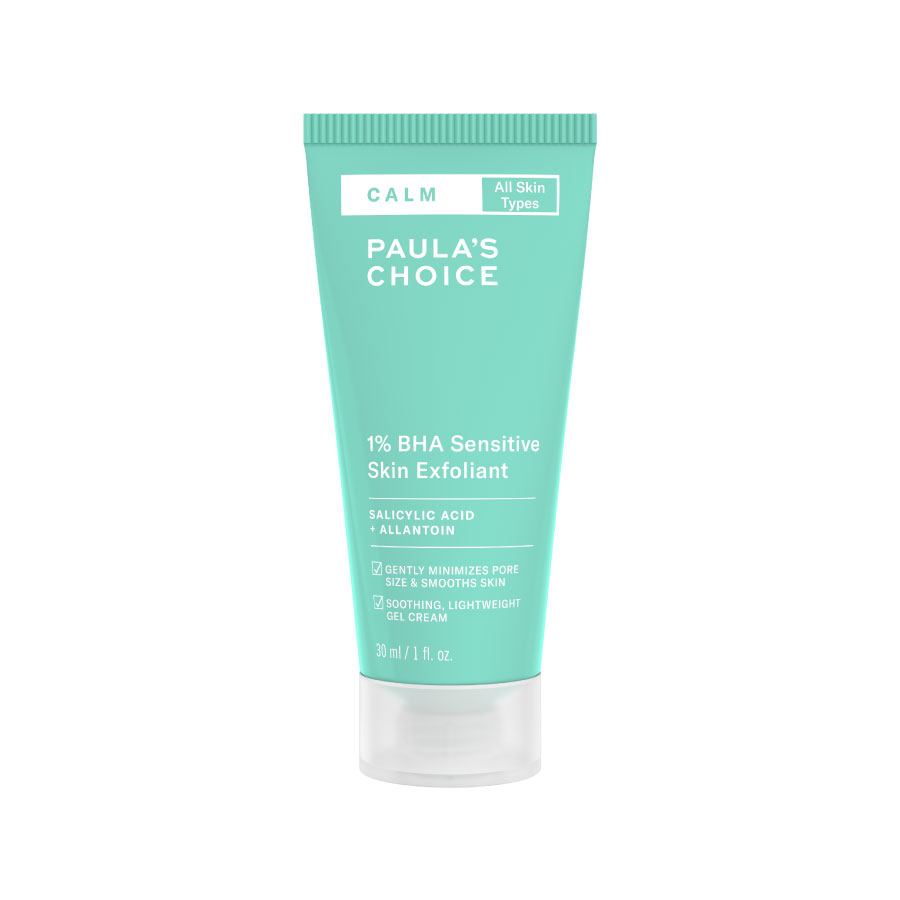 CALM
All Skin
Types
PAULA'S
CHOICE
1% BHA Sensitive
Skin Exfoliant
SALICYLIC ACID
+ ALLANTOIN
☑ GENTLY MINIMIZES PORE
SIZE & SMOOTHS SKIN
☑ SOOTHING, LIGHTWEIGHT
GEL CREAM
30 ml / 1 fl. oz.